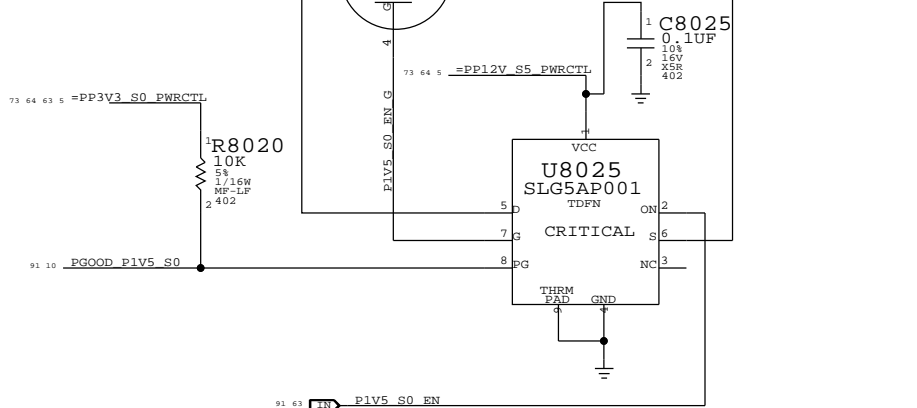 G
4
P1V5_S0_EN_G
73 64 5 =PP12V_S5_PWRCTL
1 C8025
0.1UF
10%
16V
X5R
2 402
73 64 63 5 =PP3V3_S0_PWRCTL
1 R8020
10K
5%
1/16W
MF-LF
2 402
1
VCC
U8025
SLG5AP001
TDFN
CRITICAL
5 D
ON 2
7 G
S 6
8 PG
NC 3
THRM
PAD
GND
9
4
91 10 PGOOD_P1V5_S0
91 63 IN P1V5_S0_EN